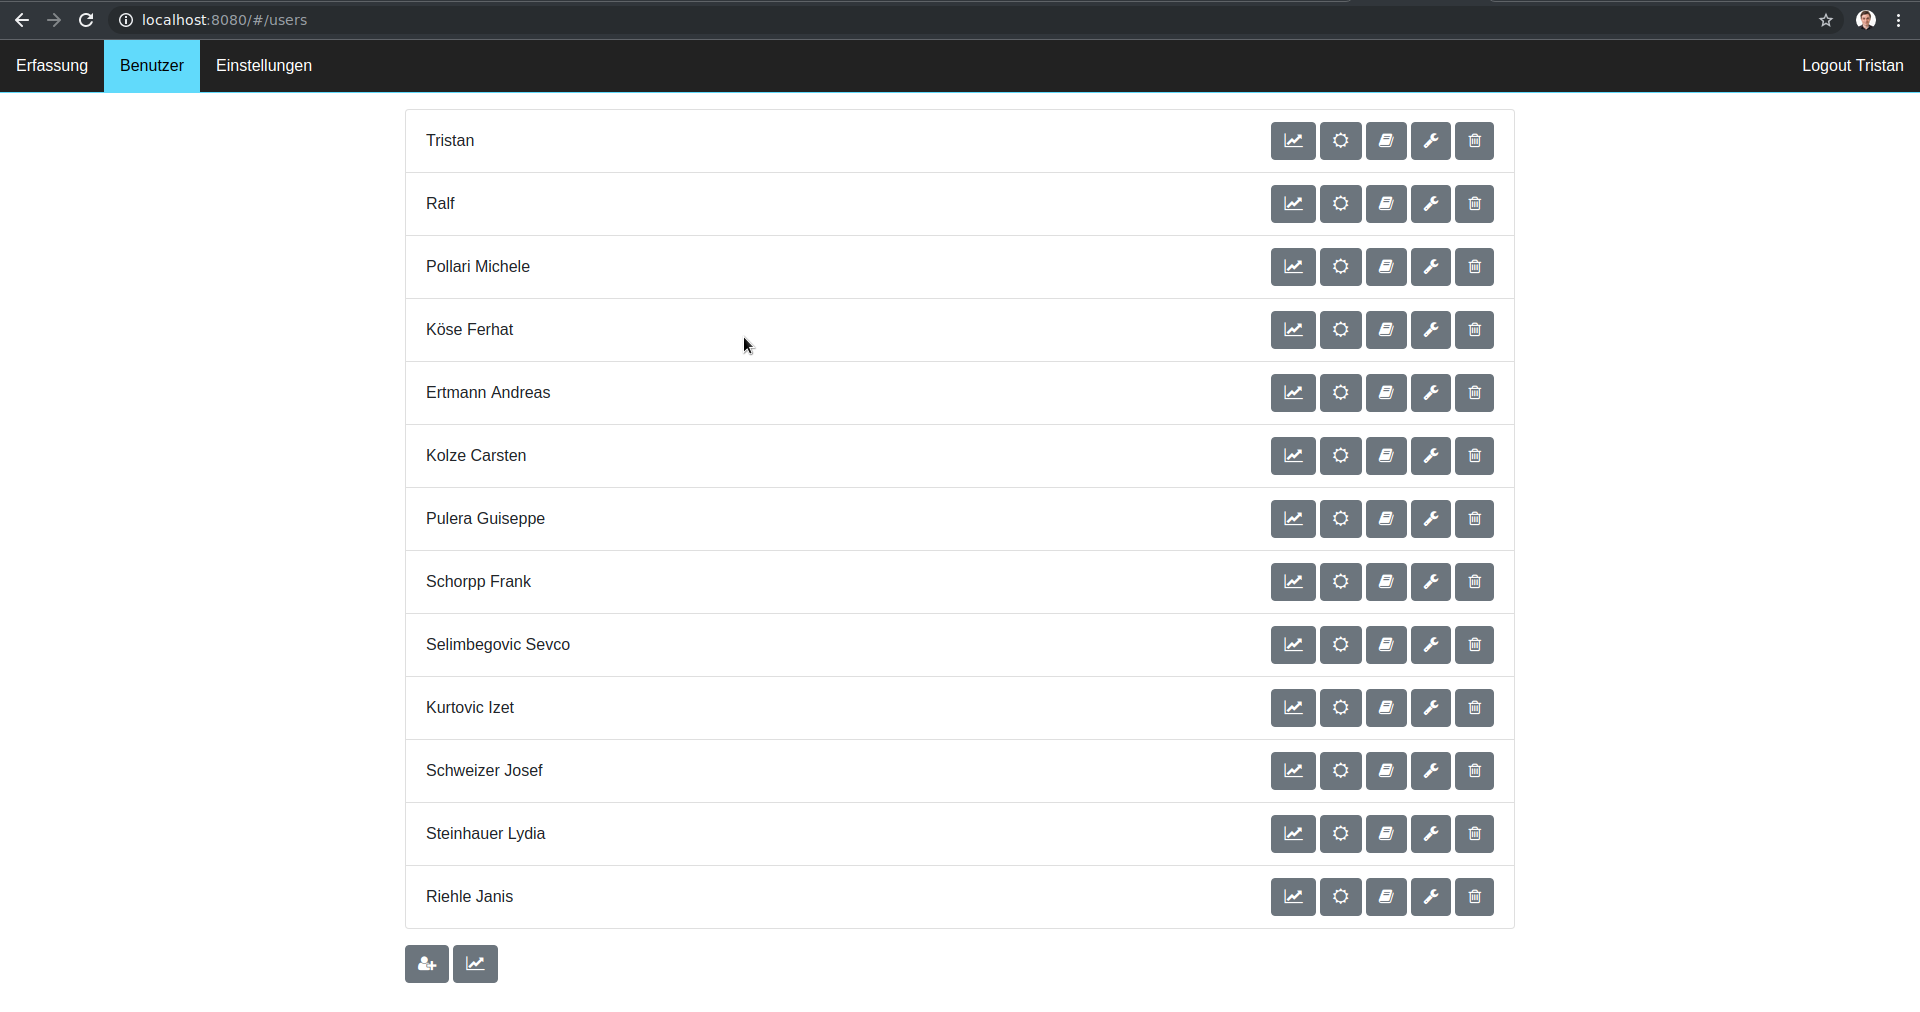 localhost:8080/#/users
Erfassung Benutzer Einstellungen Logout Tristan
Tristan
Ralf
Pollari Michele
Köse Ferhat
Ertmann Andreas
Kolze Carsten
Pulera Guiseppe
Schorpp Frank
Selimbegovic Sevco
Kurtovic Izet
Schweizer Josef
Steinhauer Lydia
Riehle Janis